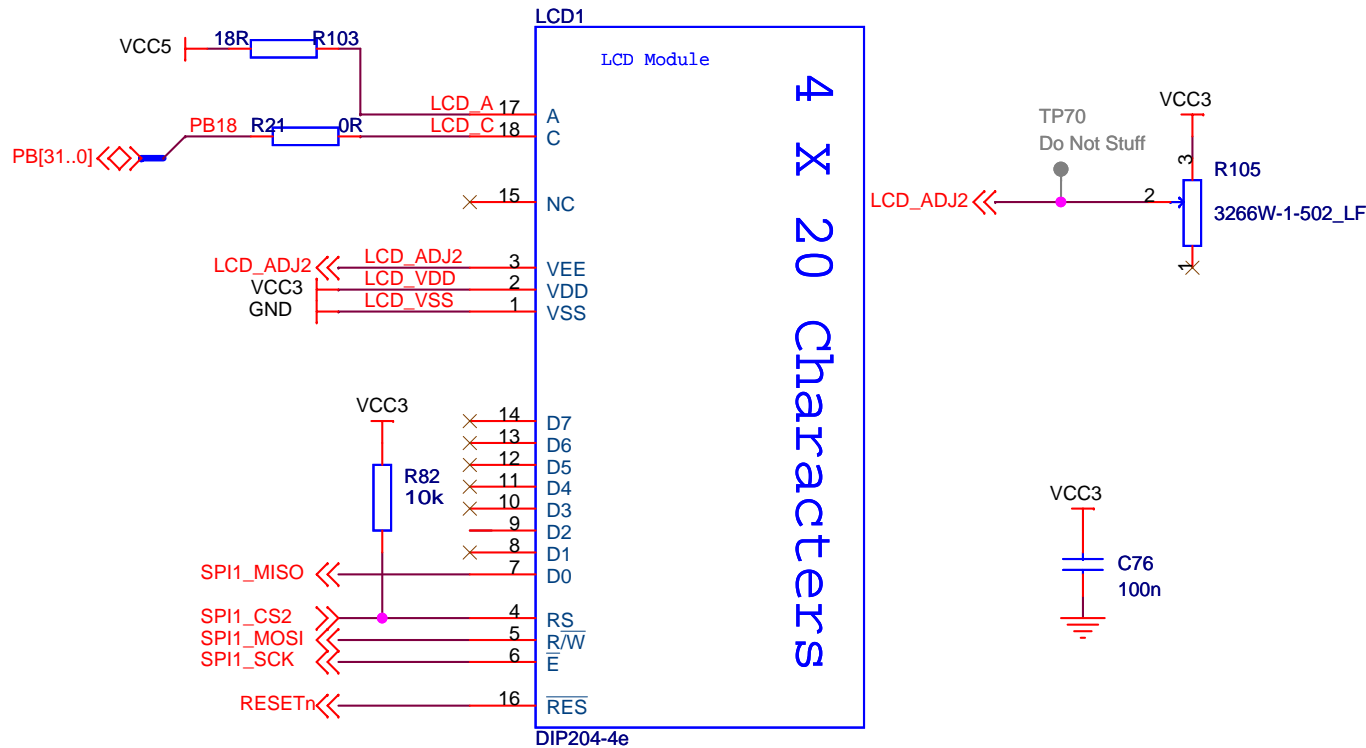 LCD1
LCD Module
4 X 20 Characters
VCC5
18R
R103
LCD_A
17
A
PB18
R21
0R
LCD_C
18
C
PB[31..0]
15
NC
LCD_ADJ2
LCD_ADJ2
3
VEE
VCC3
LCD_VDD
2
VDD
GND
LCD_VSS
1
VSS
VCC3
R82
10k
14
D7
13
D6
12
D5
11
D4
10
D3
9
D2
8
D1
SPI1_MISO
7
D0
SPI1_CS2
4
RS
SPI1_MOSI
5
R/W
SPI1_SCK
6
E
RESETn
16
RES
DIP204-4e
TP70
Do Not Stuff
VCC3
3
R105
LCD_ADJ2
2
3266W-1-502_LF
1
VCC3
C76
100n